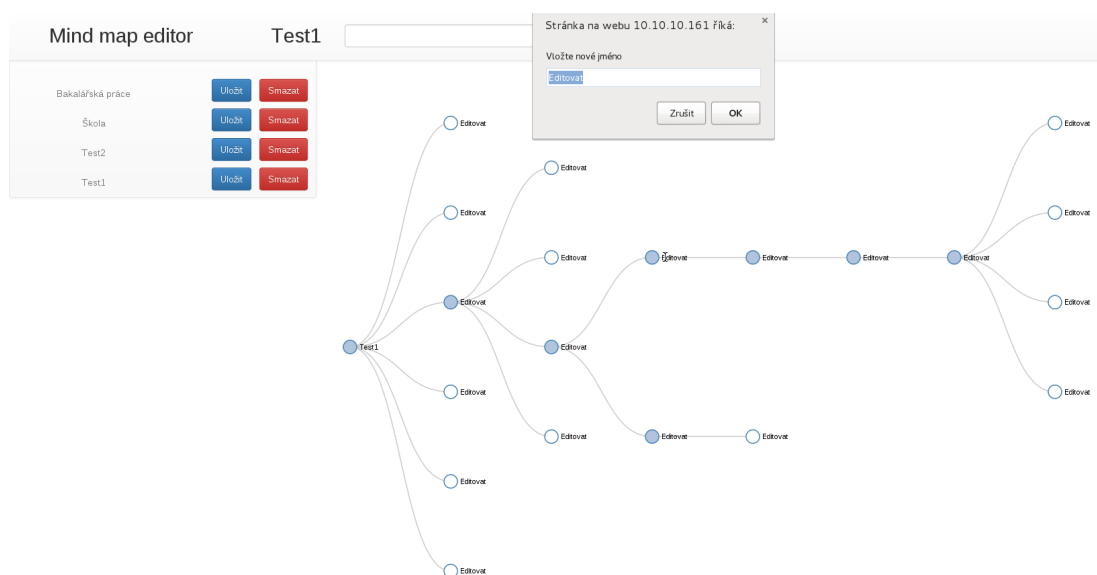 Mind map editor
Test1
Stránka na webu 10.10.10.161 říká:
×
Vložte nové jméno
Editovat
Zrušit
OK
Bakalářská práce
Uložit
Smazat
Škola
Uložit
Smazat
Test2
Uložit
Smazat
Test1
Uložit
Smazat
Editovat
Editovat
Editovat
Editovat
Editovat
Editovat
Editovat
Editovat
Editovat
Editovat
Editovat
Editovat
Editovat
Test1
Editovat
Editovat
Editovat
Editovat
Editovat
Editovat
Editovat
Editovat